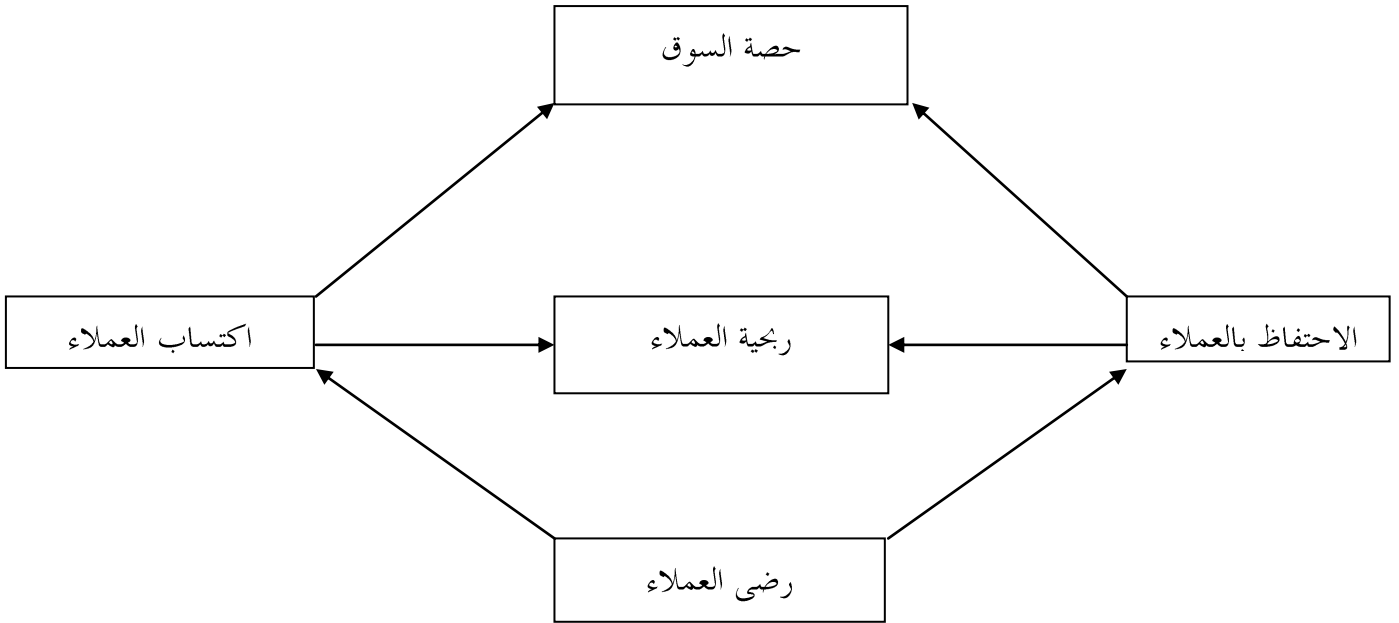 حصة السوق
الاحتفاظ بالعملاء
ربحية العملاء
اكتساب العملاء
رضى العملاء